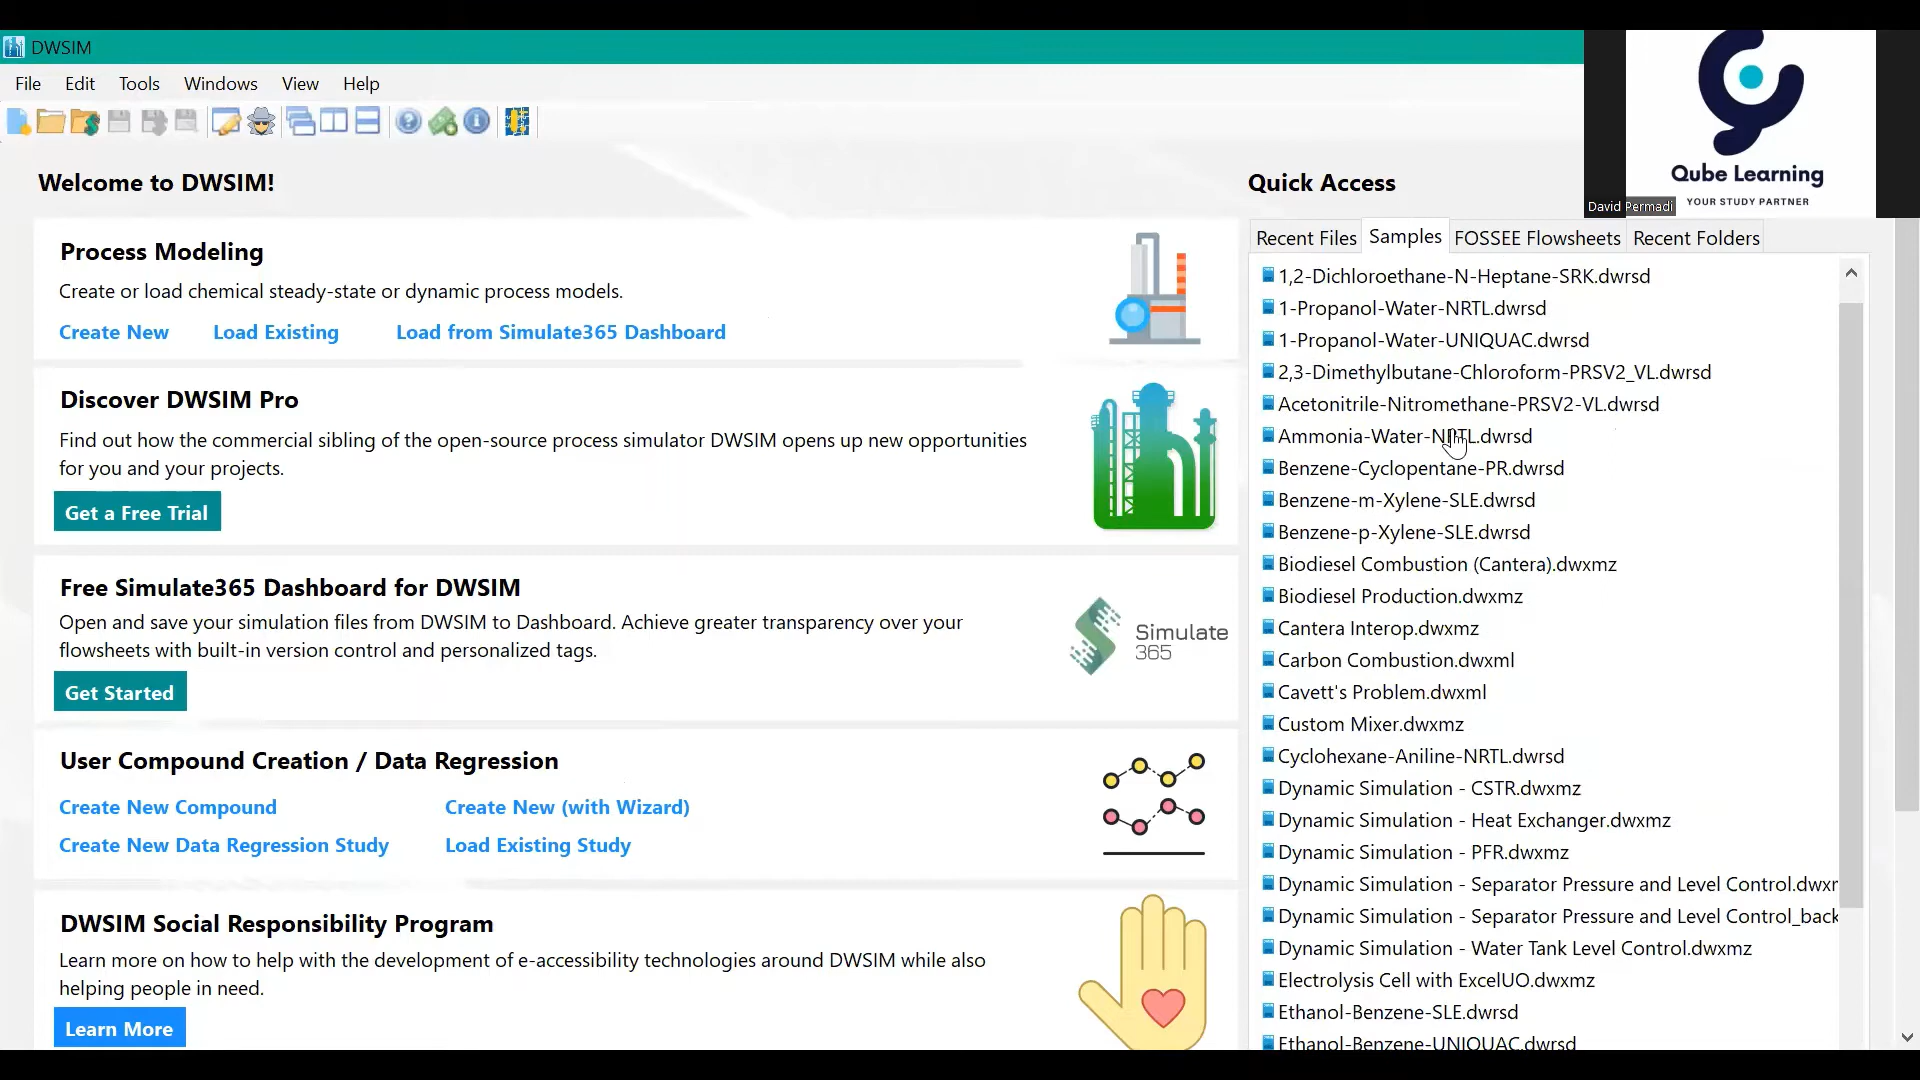 DWSIM
File Edit Tools Windows View Help
Qube Learning
YOUR STUDY PARTNER
David Permadi
Welcome to DWSIM!
Process Modeling
Create or load chemical steady-state or dynamic process models.
Create New Load Existing Load from Simulate365 Dashboard
Discover DWSIM Pro
Find out how the commercial sibling of the open-source process simulator DWSIM opens up new opportunities
for you and your projects.
Get a Free Trial
Free Simulate365 Dashboard for DWSIM
Open and save your simulation files from DWSIM to Dashboard. Achieve greater transparency over your
flowsheets with built-in version control and personalized tags.
Get Started
Simulate
365
User Compound Creation / Data Regression
Create New Compound Create New (with Wizard)
Create New Data Regression Study Load Existing Study
DWSIM Social Responsibility Program
Learn more on how to help with the development of e-accessibility technologies around DWSIM while also
helping people in need.
Learn More
Quick Access
Recent Files Samples FOSSEE Flowsheets Recent Folders
1,2-Dichloroethane-N-Heptane-SRK.dwrsd
1-Propanol-Water-NRTL.dwrsd
1-Propanol-Water-UNIQUAC.dwrsd
2,3-Dimethylbutane-Chloroform-PRSV2_VL.dwrsd
Acetonitrile-Nitromethane-PRSV2-VL.dwrsd
Ammonia-Water-NRTL.dwrsd
Benzene-Cyclopentane-PR.dwrsd
Benzene-m-Xylene-SLE.dwrsd
Benzene-p-Xylene-SLE.dwrsd
Biodiesel Combustion (Cantera).dwxmz
Biodiesel Production.dwxmz
Cantera Interop.dwxmz
Carbon Combustion.dwxml
Cavett's Problem.dwxml
Custom Mixer.dwxmz
Cyclohexane-Aniline-NRTL.dwrsd
Dynamic Simulation - CSTR.dwxmz
Dynamic Simulation - Heat Exchanger.dwxmz
Dynamic Simulation - PFR.dwxmz
Dynamic Simulation - Separator Pressure and Level Control.dwxr
Dynamic Simulation - Separator Pressure and Level Control_back
Dynamic Simulation - Water Tank Level Control.dwxmz
Electrolysis Cell with ExcelUO.dwxmz
Ethanol-Benzene-SLE.dwrsd
Ethanol-Benzene-UNIQUAC.dwrsd